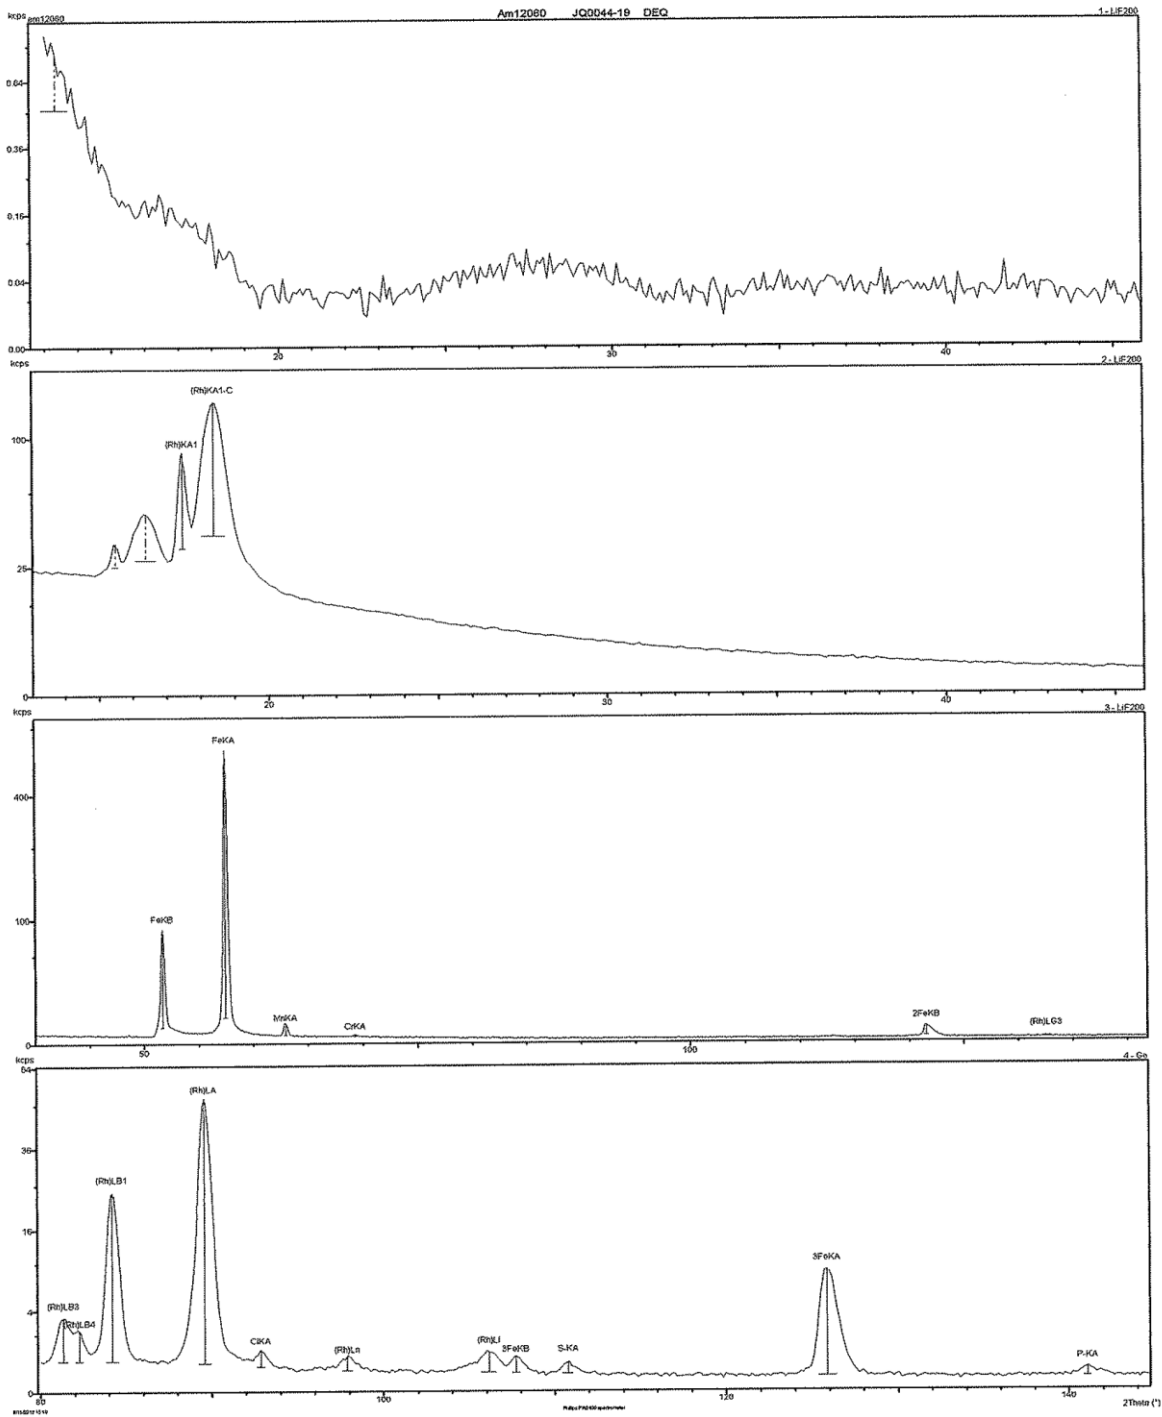 kcps am12060 Am12060 JQ0044-19 DEQ 1 - LiF200
0.64
0.36
0.16
0.04
0.00
20 30 40
kcps 2 - LiF200
(Rh)KA1-C
(Rh)KA1
100
25
0
20 30 40
kcps 3 - LiF200
FeKA
400
100
FeKB
MnKA CrKA 2FeKB (Rh)LG3
0
50 100
kcps 4 - Ge
64
(Rh)LA
36
(Rh)LB1
16
3FeKA
(Rh)LB3
4
(Rh)LB4
ClKA (Rh)Ln (Rh)Ll 3FeKB S-KA P-KA
0
80 100 120 140
2Theta (°)